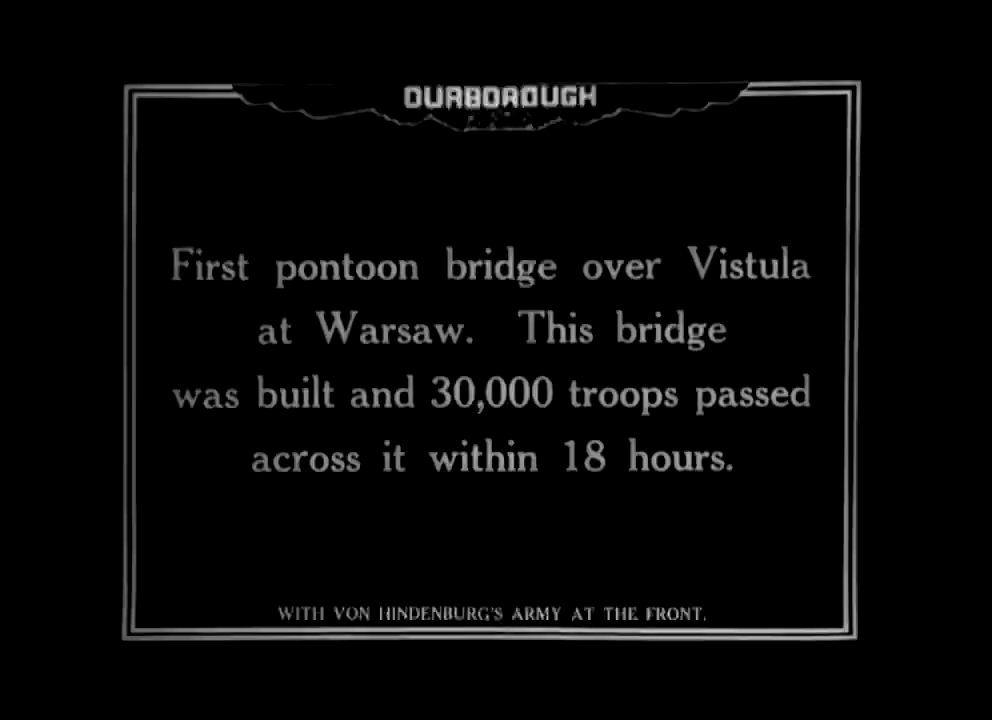 OURBOROUGH
First pontoon bridge over Vistula
at Warsaw. This bridge
was built and 30,000 troops passed
across it within 18 hours.
WITH VON HINDENBURG'S ARMY AT THE FRONT.